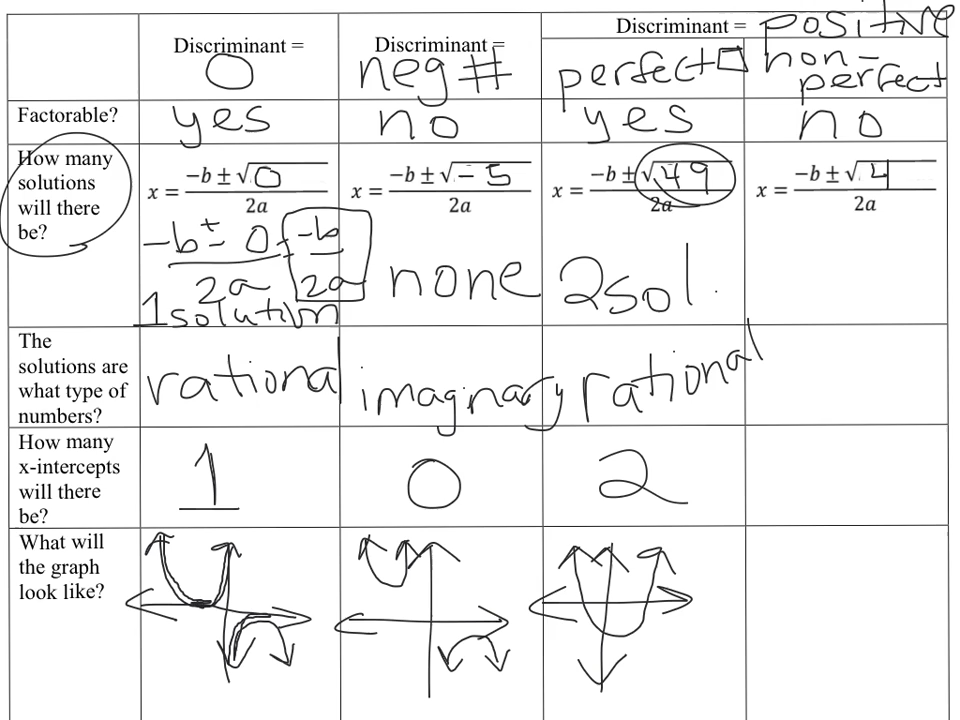 Discriminant = 0
Discriminant = neg #
Discriminant = positive
perfect □
non-perfect
Factorable?
yes
no
yes
no
How many solutions will there be?
x = −b ± √0 / 2a
x = −b ± √−5 / 2a
x = −b ± √49 / 2a
x = −b ± √4 / 2a
−b ± 0 / 2a = −b / 2a
1 solution
none
2 sol.
The solutions are what type of numbers?
rational
imaginary
rational
How many x-intercepts will there be?
1
0
2
What will the graph look like?